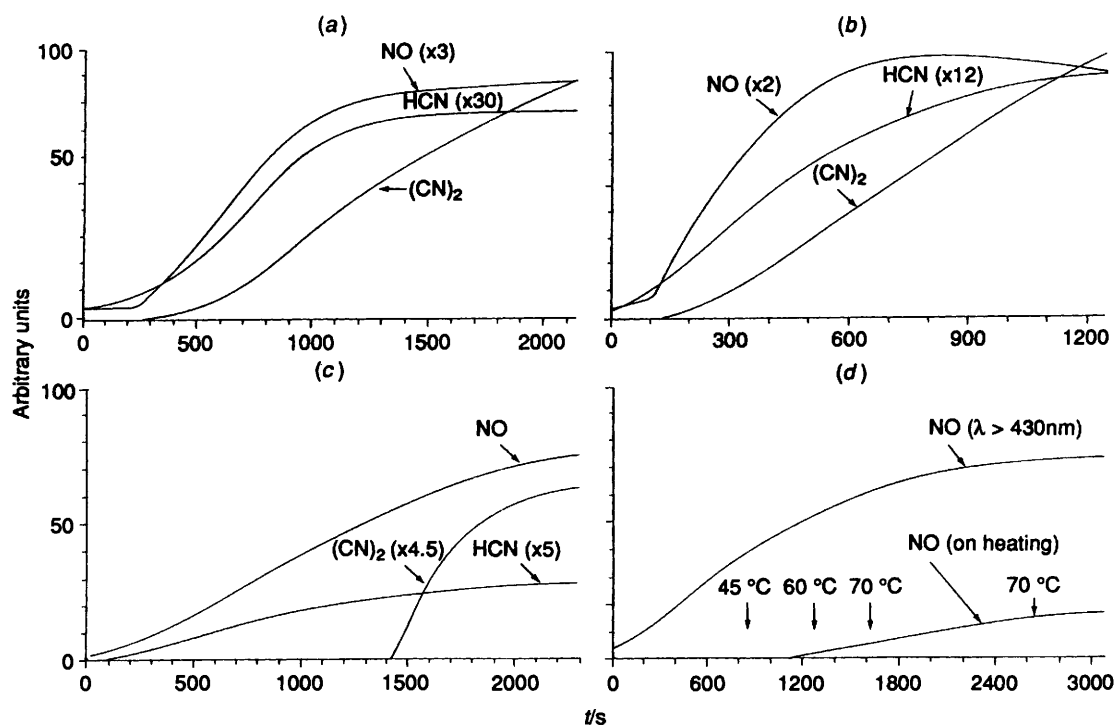 (a)
100
50
0
NO (x3)
HCN (x30)
(CN)₂
0 500 1000 1500 2000
(b)
NO (x2)
HCN (x12)
(CN)₂
0 300 600 900 1200
Arbitrary units
(c)
100
50
0
NO
(CN)₂ (x4.5)
HCN (x5)
0 500 1000 1500 2000
(d)
NO (λ > 430nm)
NO (on heating)
45 °C 60 °C 70 °C 70 °C
0 600 1200 1800 2400 3000
t/s